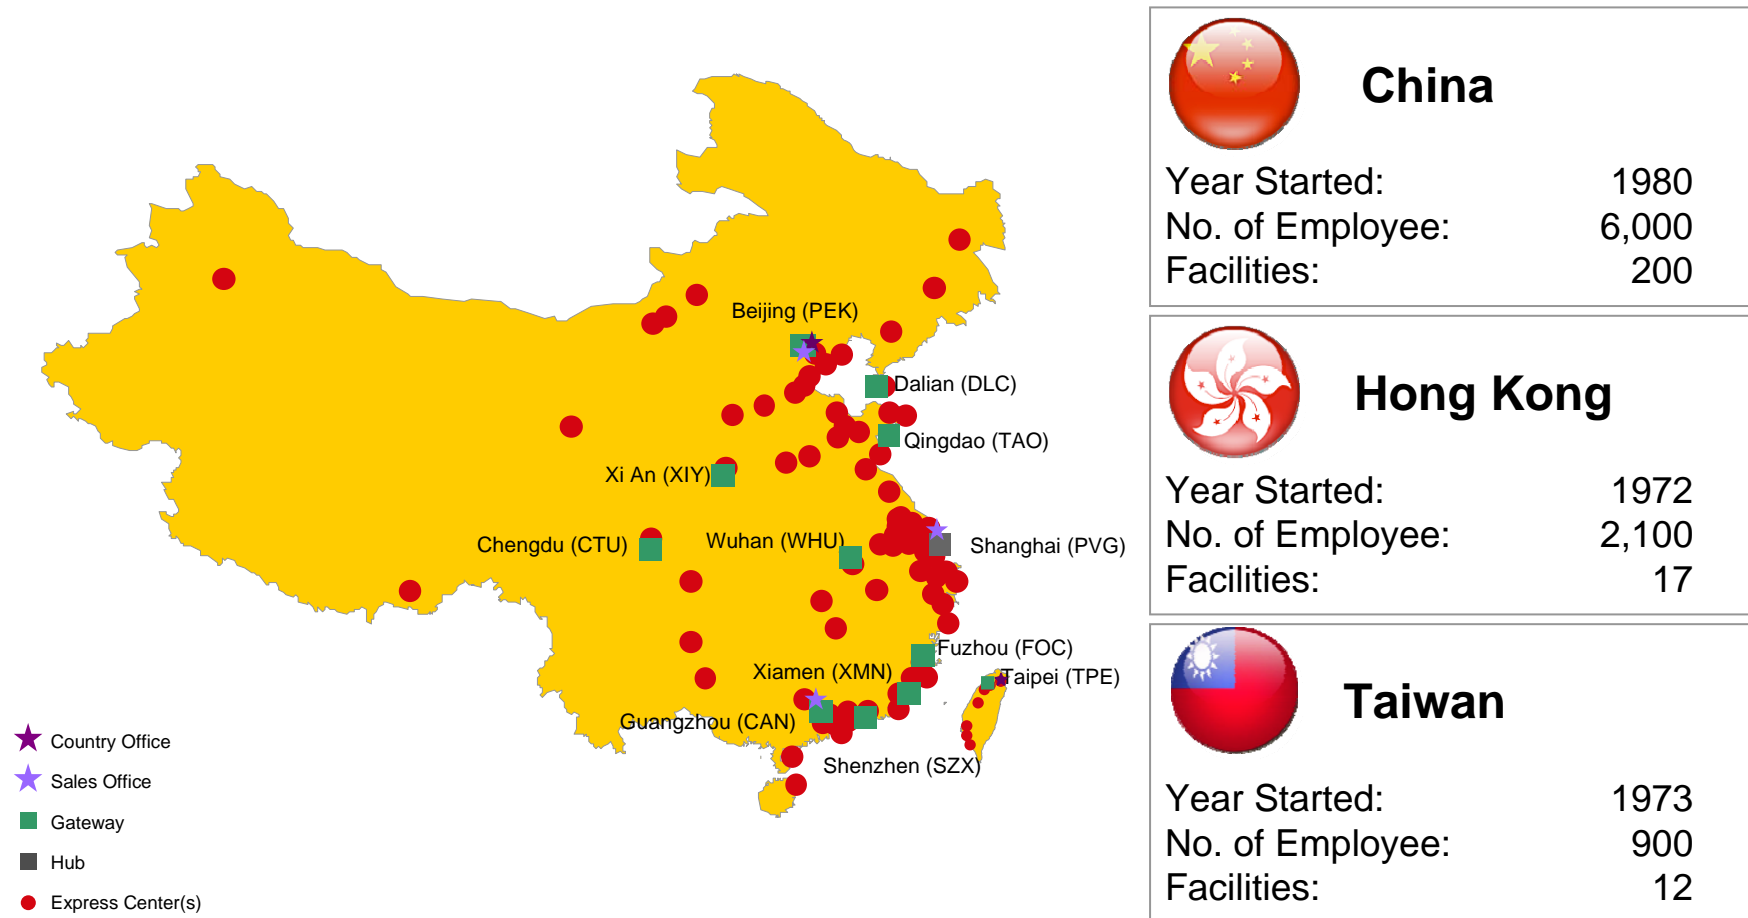 Beijing (PEK)
Dalian (DLC)
Qingdao (TAO)
Xi An (XIY)
Chengdu (CTU)
Wuhan (WHU)
Shanghai (PVG)
Fuzhou (FOC)
Xiamen (XMN)
Taipei (TPE)
Guangzhou (CAN)
Shenzhen (SZX)
Country Office
Sales Office
Gateway
Hub
Express Center(s)
China
Year Started: 1980
No. of Employee: 6,000
Facilities: 200
Hong Kong
Year Started: 1972
No. of Employee: 2,100
Facilities: 17
Taiwan
Year Started: 1973
No. of Employee: 900
Facilities: 12